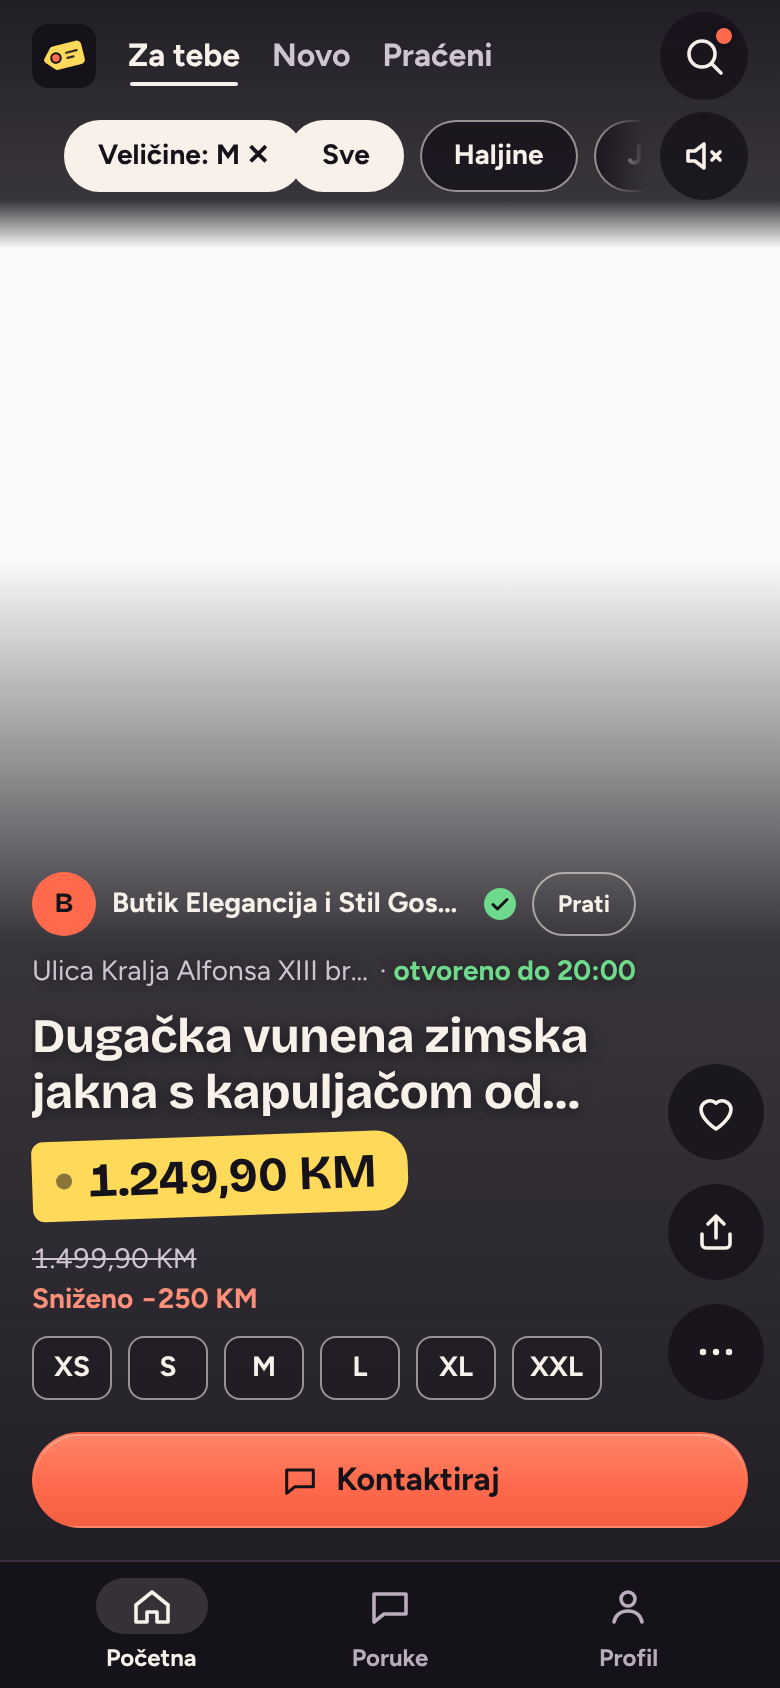 Za tebe Novo Praćeni
Veličine: M ✕ Sve Haljine J
B Butik Elegancija i Stil Gos... Prati
Ulica Kralja Alfonsa XIII br... · otvoreno do 20:00
Dugačka vunena zimska
jakna s kapuljačom od...
1.249,90 KM
1.499,90 KM
Sniženo −250 KM
XS S M L XL XXL
Kontaktiraj
Početna Poruke Profil